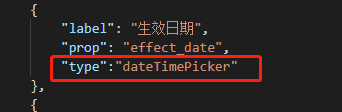 {
"label": "生效日期",
"prop": "effect_date",
"type":"dateTimePicker"
},
{